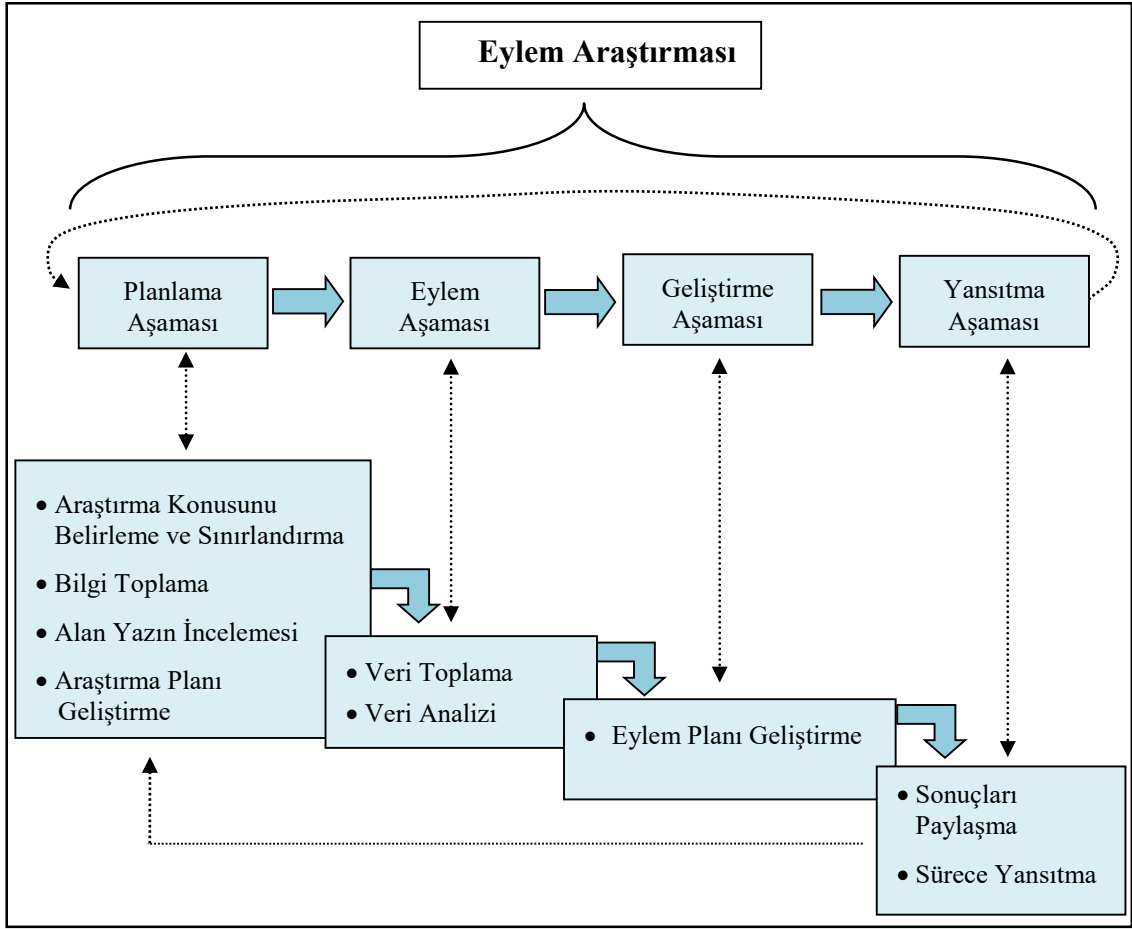 Eylem Araştırması
Planlama
Aşaması
Eylem
Aşaması
Geliştirme
Aşaması
Yansıtma
Aşaması
• Araştırma Konusunu
Belirleme ve Sınırlandırma
• Bilgi Toplama
• Alan Yazın İncelemesi
• Araştırma Planı
Geliştirme
• Veri Toplama
• Veri Analizi
• Eylem Planı Geliştirme
• Sonuçları
Paylaşma
• Sürece Yansıtma